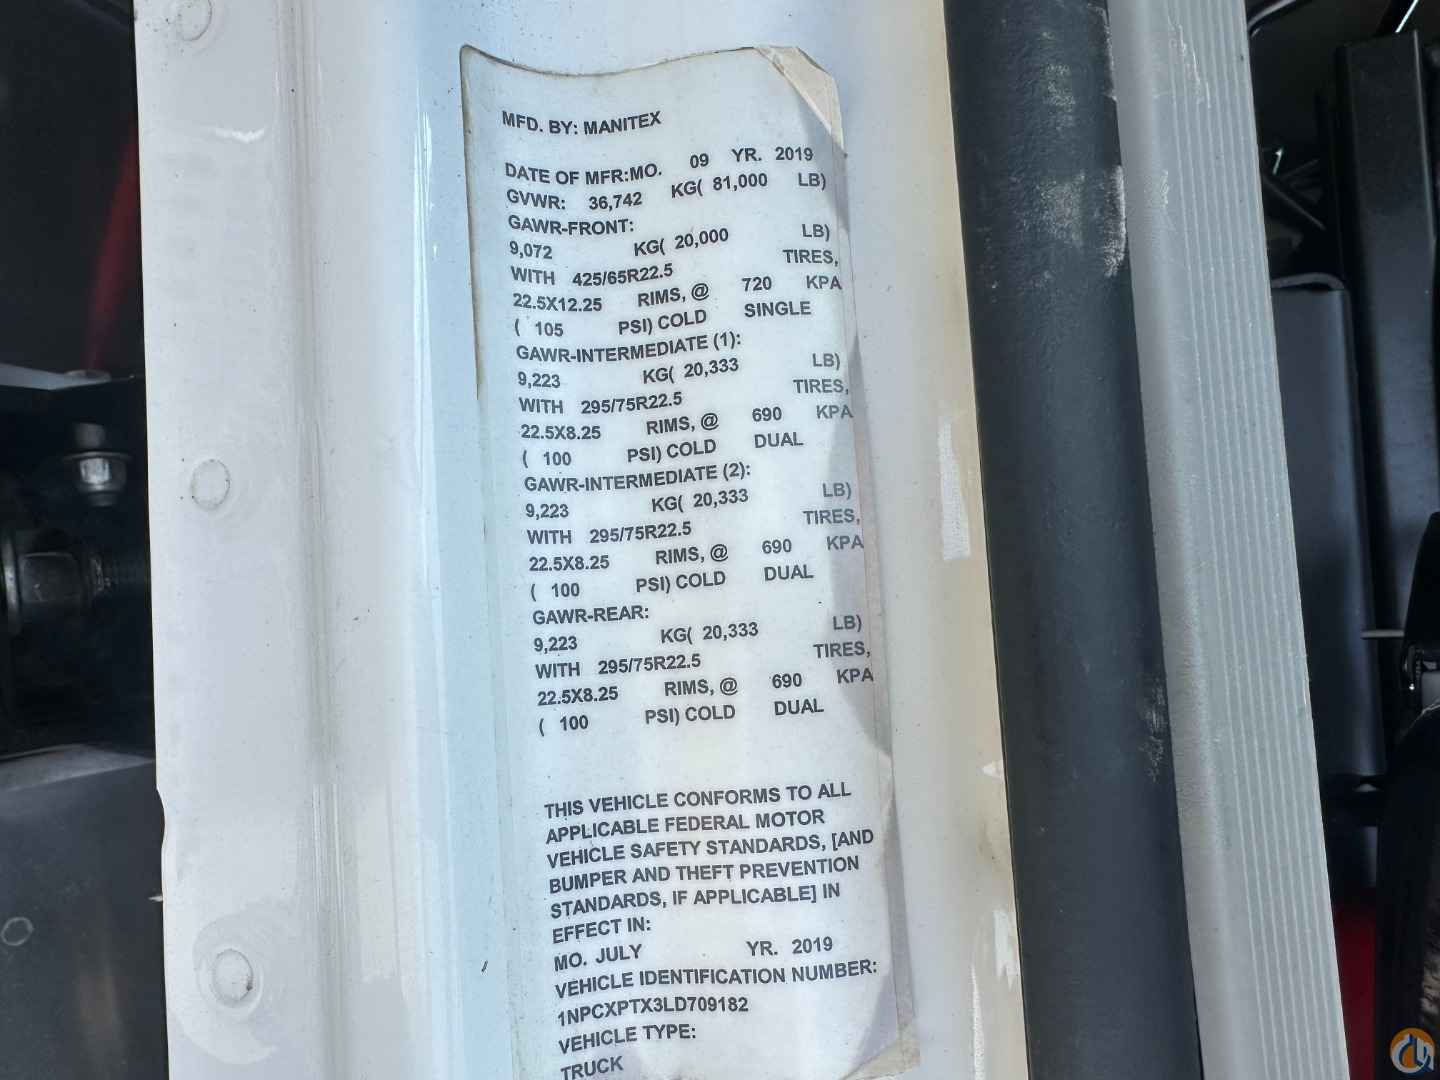 MFD. BY: MANITEX
DATE OF MFR:MO. 09 YR. 2019
GVWR: 36,742 KG( 81,000 LB)
GAWR-FRONT:
9,072 KG( 20,000 LB)
WITH 425/65R22.5 TIRES,
22.5X12.25 RIMS, @ 720 KPA
( 105 PSI) COLD SINGLE
GAWR-INTERMEDIATE (1):
9,223 KG( 20,333 LB)
WITH 295/75R22.5 TIRES,
22.5X8.25 RIMS, @ 690 KPA
( 100 PSI) COLD DUAL
GAWR-INTERMEDIATE (2):
9,223 KG( 20,333 LB)
WITH 295/75R22.5 TIRES,
22.5X8.25 RIMS, @ 690 KPA
( 100 PSI) COLD DUAL
GAWR-REAR:
9,223 KG( 20,333 LB)
WITH 295/75R22.5 TIRES,
22.5X8.25 RIMS, @ 690 KPA
( 100 PSI) COLD DUAL
THIS VEHICLE CONFORMS TO ALL
APPLICABLE FEDERAL MOTOR
VEHICLE SAFETY STANDARDS, [AND
BUMPER AND THEFT PREVENTION
STANDARDS, IF APPLICABLE] IN
EFFECT IN:
MO. JULY YR. 2019
VEHICLE IDENTIFICATION NUMBER:
1NPCXPTX3LD709182
VEHICLE TYPE:
TRUCK